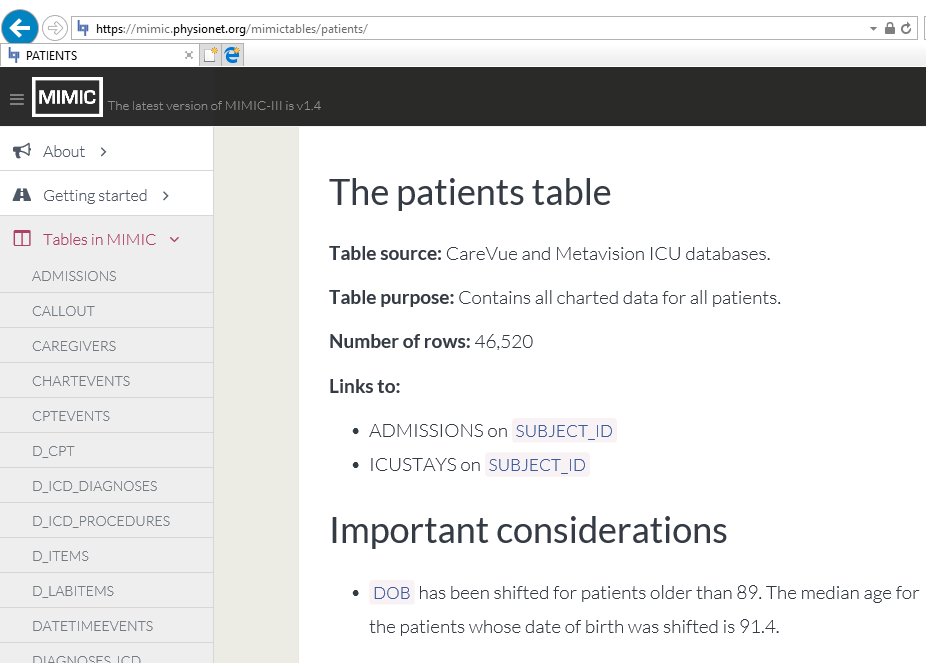 https://mimic.physionet.org/mimictables/patients/
PATIENTS
MIMIC The latest version of MIMIC-III is v1.4
About
Getting started
Tables in MIMIC
ADMISSIONS
CALLOUT
CAREGIVERS
CHARTEVENTS
CPTEVENTS
D_CPT
D_ICD_DIAGNOSES
D_ICD_PROCEDURES
D_ITEMS
D_LABITEMS
DATETIMEEVENTS
DIAGNOSES_ICD
The patients table
Table source: CareVue and Metavision ICU databases.
Table purpose: Contains all charted data for all patients.
Number of rows: 46,520
Links to:
• ADMISSIONS on SUBJECT_ID
• ICUSTAYS on SUBJECT_ID
Important considerations
• DOB has been shifted for patients older than 89. The median age for
the patients whose date of birth was shifted is 91.4.